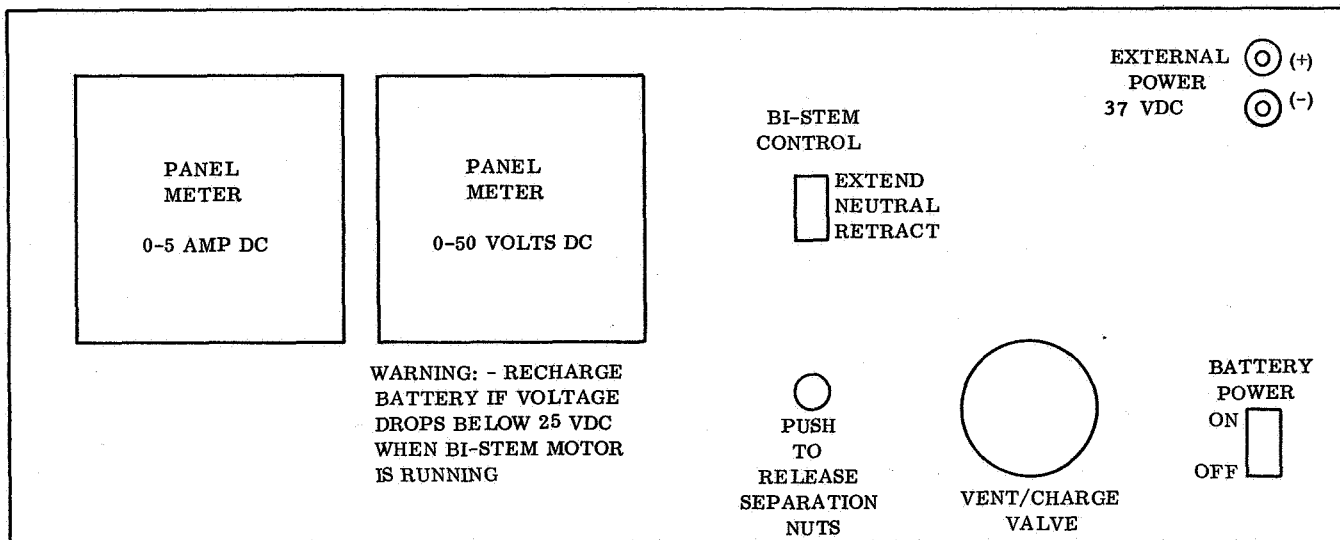 PANEL
METER
0-5 AMP DC
PANEL
METER
0-50 VOLTS DC
WARNING: - RECHARGE
BATTERY IF VOLTAGE
DROPS BELOW 25 VDC
WHEN BI-STEM MOTOR
IS RUNNING
BI-STEM
CONTROL
EXTEND
NEUTRAL
RETRACT
EXTERNAL
POWER
37 VDC
(+)
(-)
PUSH
TO
RELEASE
SEPARATION
NUTS
VENT/CHARGE
VALVE
BATTERY
POWER
ON
OFF